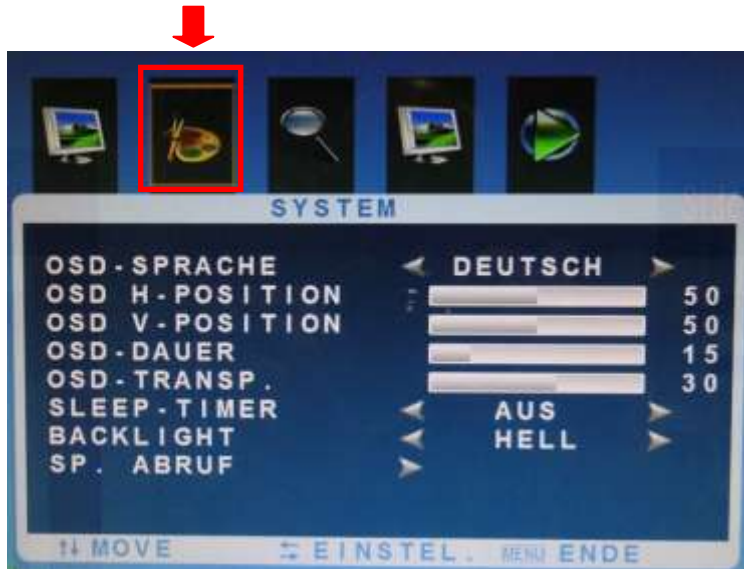 SYSTEM
OSD-SPRACHE DEUTSCH
OSD H-POSITION 50
OSD V-POSITION 50
OSD-DAUER 15
OSD-TRANSP. 30
SLEEP-TIMER AUS
BACKLIGHT HELL
SP. ABRUF
MOVE EINSTEL. MENU ENDE